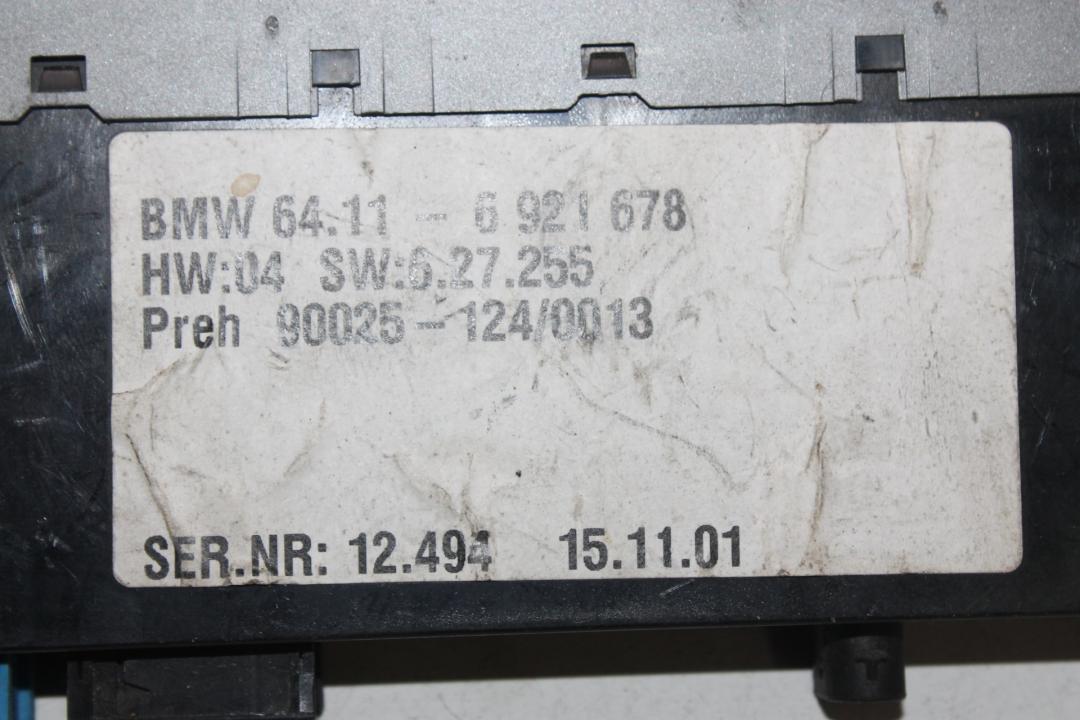 BMW 64.11 - 6 921 678
HW:04 SW:6.27.255
Preh 90025-124/0013
SER.NR: 12.494 15.11.01
T